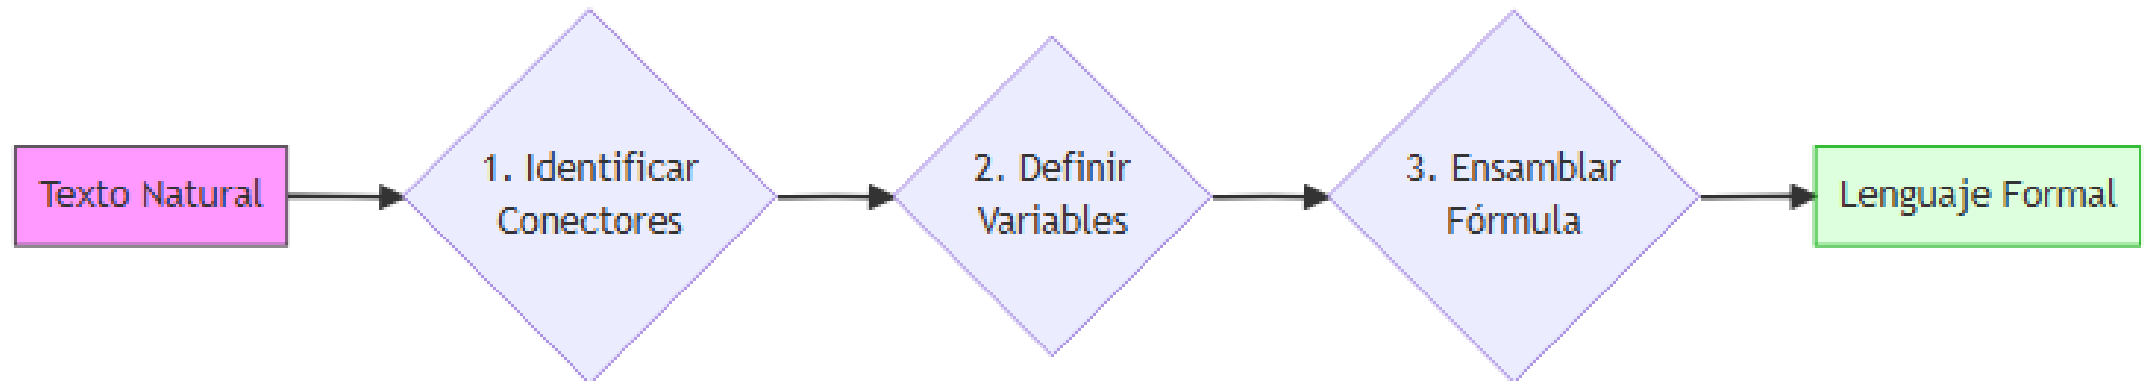 Texto Natural
1. Identificar
Conectores
2. Definir
Variables
3. Ensamblar
Fórmula
Lenguaje Formal